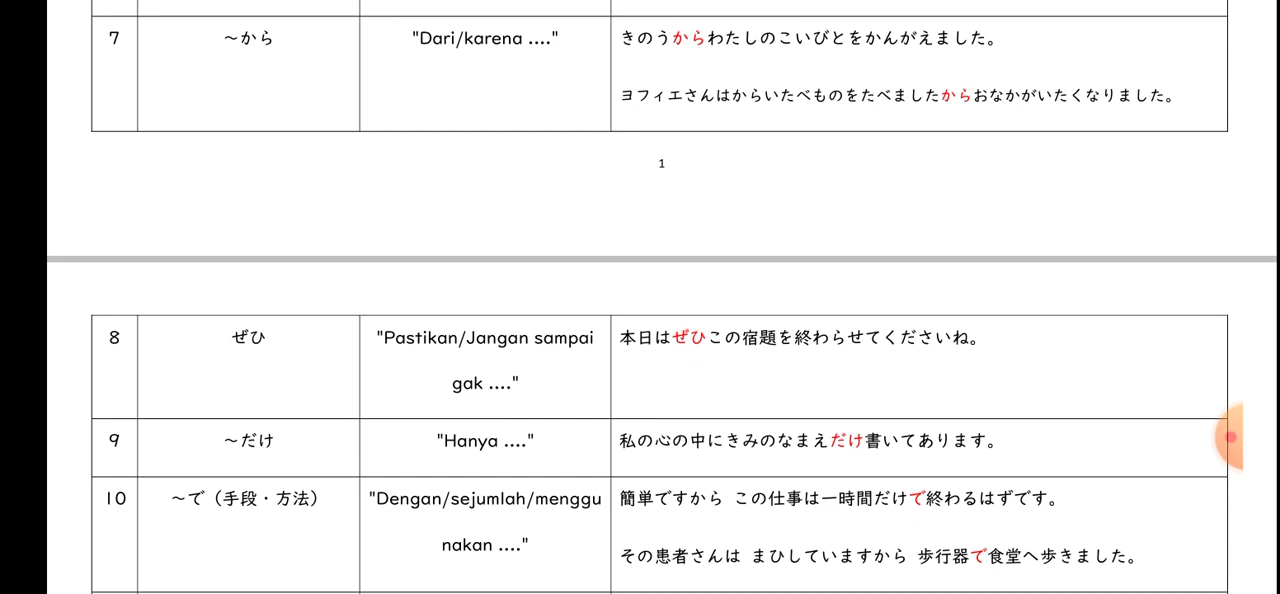 7 ～から "Dari/karena ...." きのうからわたしのこいびとをかんがえました。
ヨフィエさんはからいたべものをたべましたからおなかがいたくなりました。
1
8 ぜひ "Pastikan/Jangan sampai 本日はぜひこの宿題を終わらせてくださいね。
gak ...."
9 ～だけ "Hanya ...." 私の心の中にきみのなまえだけ書いてあります。
10 ～で（手段・方法） "Dengan/sejumlah/menggu 簡単ですから この仕事は一時間だけで終わるはずです。
nakan ...." その患者さんは まひしていますから 歩行器で食堂へ歩きました。